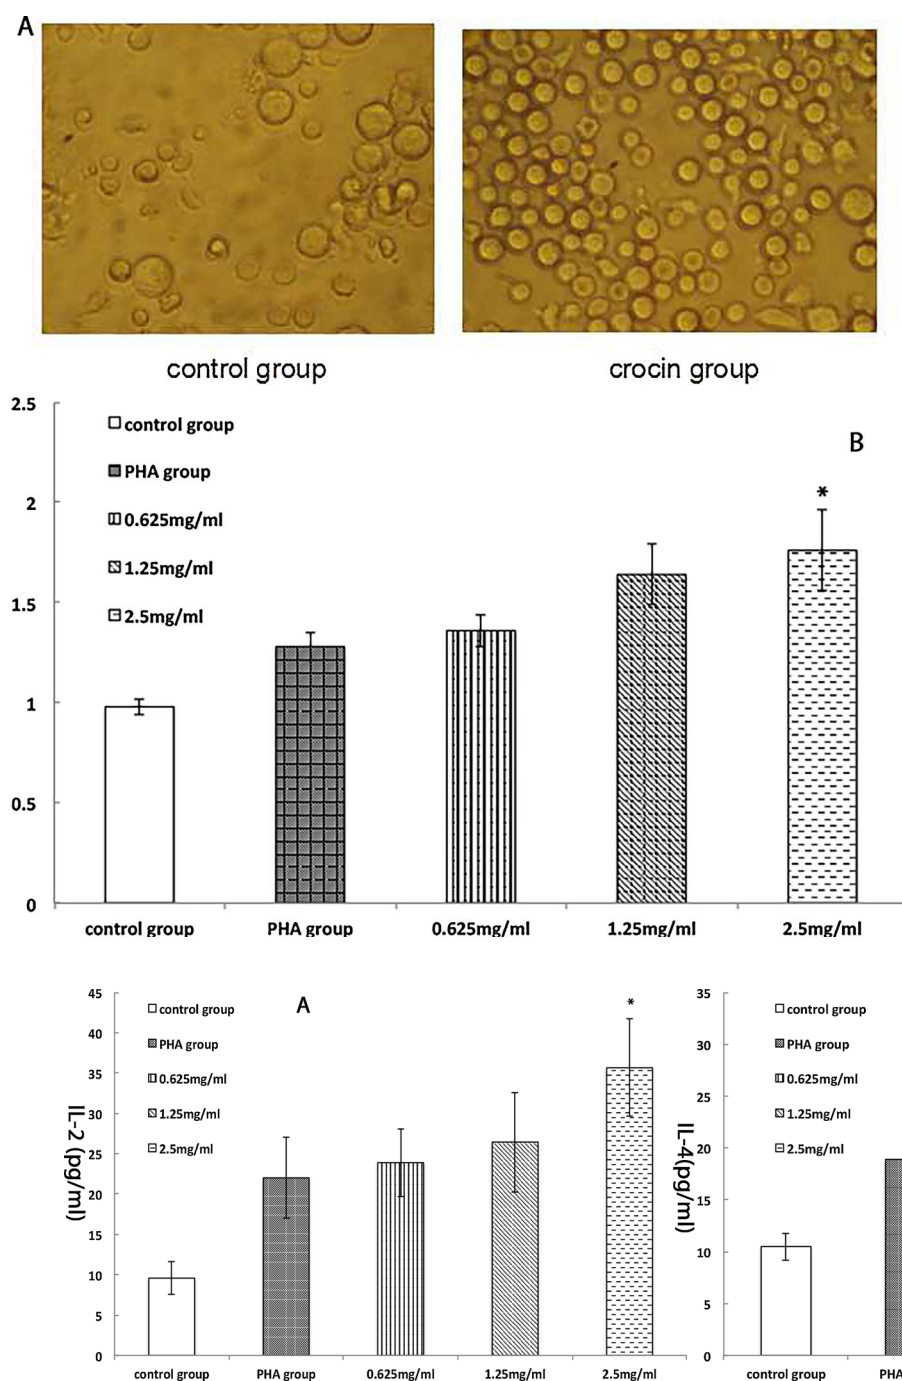 A
control group
crocin group
2.5
2
1.5
1
0.5
0
control group
PHA group
0.625mg/ml
1.25mg/ml
2.5mg/ml
B
*
control group
PHA group
0.625mg/ml
1.25mg/ml
2.5mg/ml
45
40
35
30
25
20
15
10
5
0
IL-2 (pg/ml)
control group
PHA group
0.625mg/ml
1.25mg/ml
2.5mg/ml
A
*
control group
PHA group
0.625mg/ml
1.25mg/ml
2.5mg/ml
35
30
25
20
15
10
5
0
IL-4(pg/ml)
control group
PHA group
0.625mg/ml
1.25mg/ml
2.5mg/ml
control group
PHA